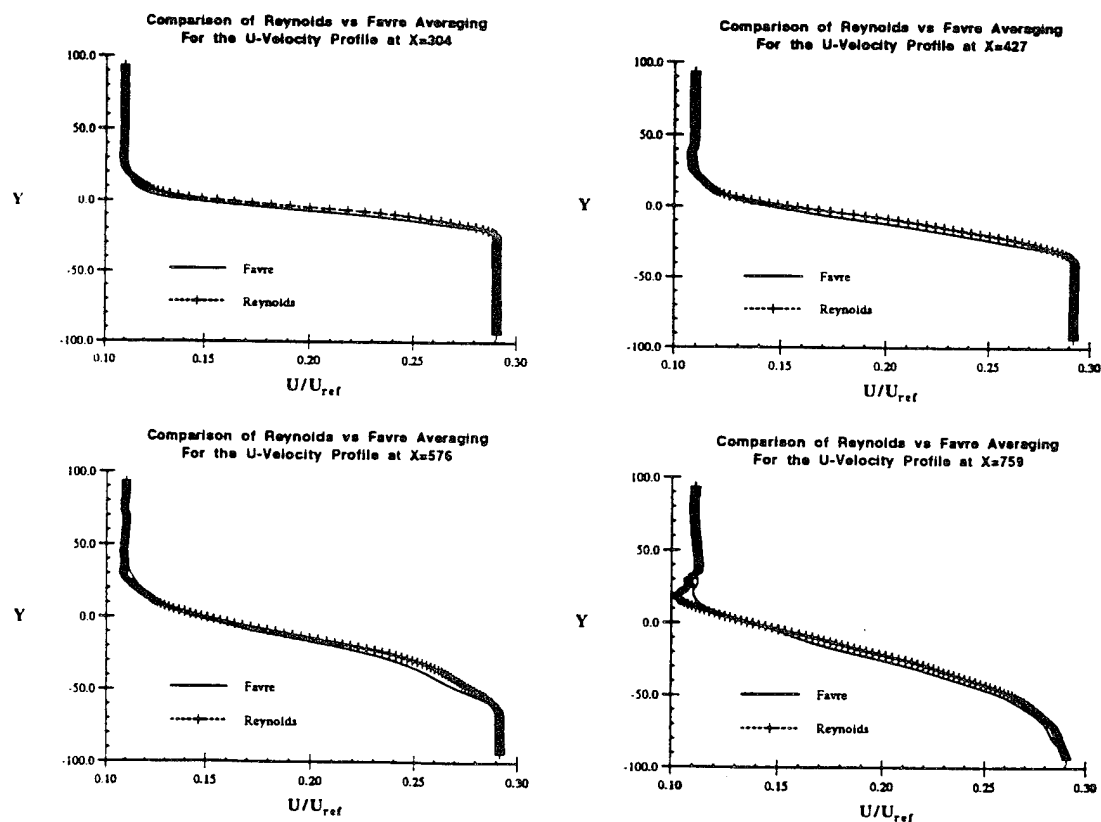 Comparison of Reynolds vs Favre Averaging
For the U-Velocity Profile at X=304
100.0
50.0
Y
0.0
-50.0
Favre
Reynolds
-100.0
0.10
0.15
0.20
0.25
0.30
U/Uref
Comparison of Reynolds vs Favre Averaging
For the U-Velocity Profile at X=427
100.0
50.0
Y
0.0
-50.0
Favre
Reynolds
-100.0
0.10
0.15
0.20
0.25
0.30
U/Uref
Comparison of Reynolds vs Favre Averaging
For the U-Velocity Profile at X=576
100.0
50.0
Y
0.0
-50.0
Favre
Reynolds
-100.0
0.10
0.15
0.20
0.25
0.30
U/Uref
Comparison of Reynolds vs Favre Averaging
For the U-Velocity Profile at X=759
100.0
50.0
Y
0.0
-50.0
Favre
Reynolds
-100.0
0.10
0.15
0.20
0.25
0.30
U/Uref